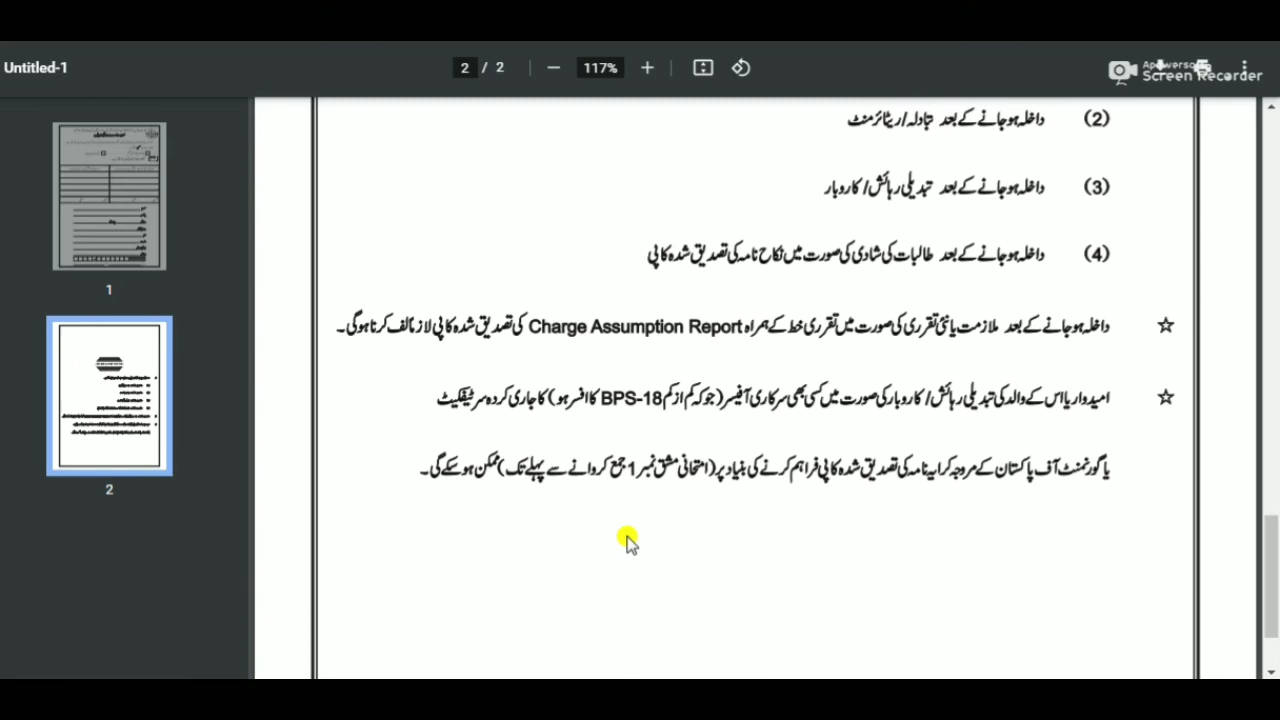 Untitled-1
2 / 2
117%
Apowersoft
Screen Recorder
(2) داخلہ ہو جانے کے بعد تبادلہ/ریٹائرمنٹ
(3) داخلہ ہو جانے کے بعد تبدیلی رہائش/ کاروبار
(4) داخلہ ہو جانے کے بعد طالبات کی شادی کی صورت میں نکاح نامہ کی تصدیق شدہ کاپی
☆ داخلہ ہو جانے کے بعد ملازمت یا نئی تقرری کی صورت میں تقرری خط کے ہمراہ Charge Assumption Report کی تصدیق شدہ کاپی لازماً لف کرنا ہوگی۔
☆ امیدوار یا اس کے والد کی تبدیلی رہائش/ کاروبار کی صورت میں کسی بھی سرکاری آفیسر (جو کہ کم از کم BPS-18 کا افسر ہو) کا جاری کردہ سرٹیفکیٹ
یا گورنمنٹ آف پاکستان کے مروجہ کرایہ نامہ کی تصدیق شدہ کاپی فراہم کرنے کی بنیاد پر (امتحانی مشق نمبر 1 جمع کروانے سے پہلے تک) ممکن ہو سکے گی۔
1
2